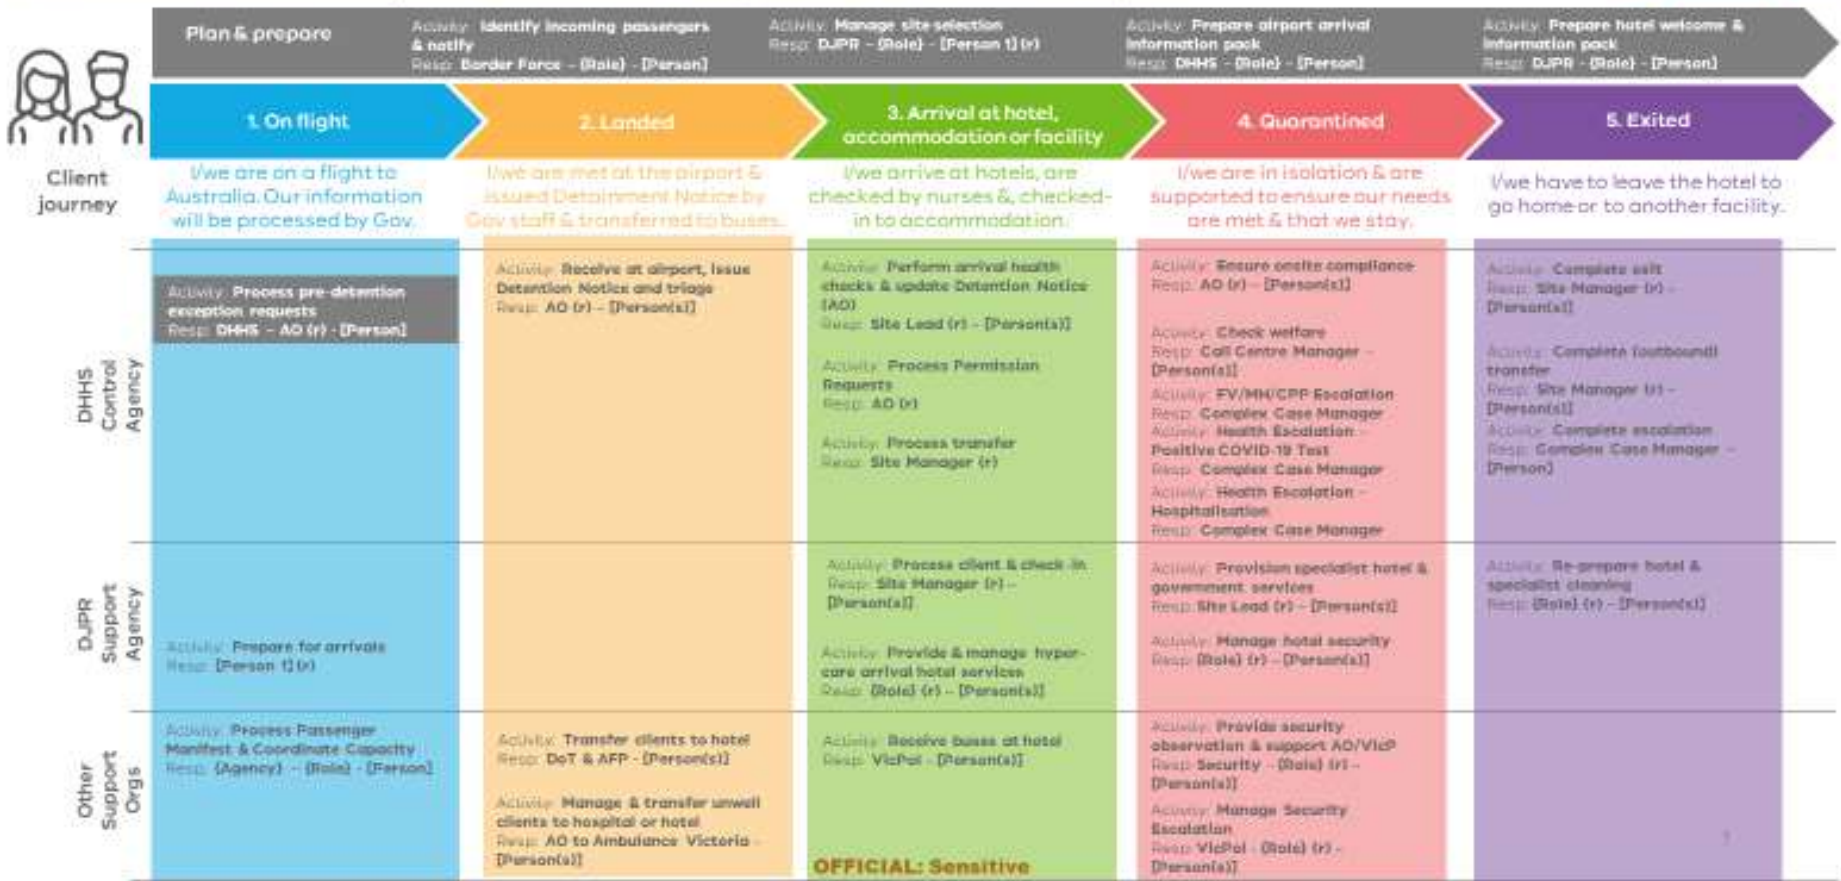 Plan & prepare
Activity: Identify incoming passengers
& notify
Resp: Border Force - {Role} - [Person]
Activity: Manage site selection
Resp: DJPR - {Role} - [Person 1] (r)
Activity: Prepare airport arrival
information pack
Resp: DHHS - {Role} - [Person]
Activity: Prepare hotel welcome &
information pack
Resp: DJPR - {Role} - [Person]
Client
journey
1. On flight
2. Landed
3. Arrival at hotel,
accommodation or facility
4. Quarantined
5. Exited
I/we are on a flight to
Australia. Our information
will be processed by Gov.
I/we are met at the airport &
issued Detainment Notice by
Gov staff & transferred to buses.
I/we arrive at hotels, are
checked by nurses &, checked-
in to accommodation.
I/we are in isolation & are
supported to ensure our needs
are met & that we stay.
I/we have to leave the hotel to
go home or to another facility.
DHHS
Control
Agency
Activity: Process pre-detention
exception requests
Resp: DHHS - AO (r) - [Person]
Activity: Receive at airport, issue
Detention Notice and triage
Resp: AO (r) - [Person(s)]
Activity: Perform arrival health
checks & update Detention Notice
(AO)
Resp: Site Lead (r) - [Person(s)]
Activity: Process Permission
Requests
Resp: AO (r)
Activity: Process transfer
Resp: Site Manager (r)
Activity: Ensure onsite compliance
Resp: AO (r) - [Person(s)]
Activity: Check welfare
Resp: Call Centre Manager -
[Person(s)]
Activity: FV/MH/CPP Escalation
Resp: Complex Case Manager
Activity: Health Escalation -
Positive COVID-19 Test
Resp: Complex Case Manager
Activity: Health Escalation -
Hospitalisation
Resp: Complex Case Manager
Activity: Complete exit
Resp: Site Manager (r) -
[Person(s)]
Activity: Complete (outbound)
transfer
Resp: Site Manager (r) -
[Person(s)]
Activity: Complete escalation
Resp: Complex Case Manager -
[Person]
DJPR
Support
Agency
Activity: Prepare for arrivals
Resp: [Person 1] (r)
Activity: Process client & check-in
Resp: Site Manager (r) -
[Person(s)]
Activity: Provide & manage hyper-
care arrival hotel services
Resp: {Role} (r) - [Person(s)]
Activity: Provision specialist hotel &
government services
Resp: Site Lead (r) - [Person(s)]
Activity: Manage hotel security
Resp: {Role} (r) - [Person(s)]
Activity: Re-prepare hotel &
specialist cleaning
Resp: {Role} (r) - [Person(s)]
Other
Support
Orgs
Activity: Process Passenger
Manifest & Coordinate Capacity
Resp: {Agency} - {Role} - [Person]
Activity: Transfer clients to hotel
Resp: DoT & AFP - [Person(s)]
Activity: Manage & transfer unwell
clients to hospital or hotel
Resp: AO to Ambulance Victoria -
[Person(s)]
Activity: Receive buses at hotel
Resp: VicPol - [Person(s)]
Activity: Provide security
observation & support AO/VicP
Resp: Security - {Role} (r) -
[Person(s)]
Activity: Manage Security
Escalation
Resp: VicPol - {Role} (r) -
[Person(s)]
OFFICIAL: Sensitive